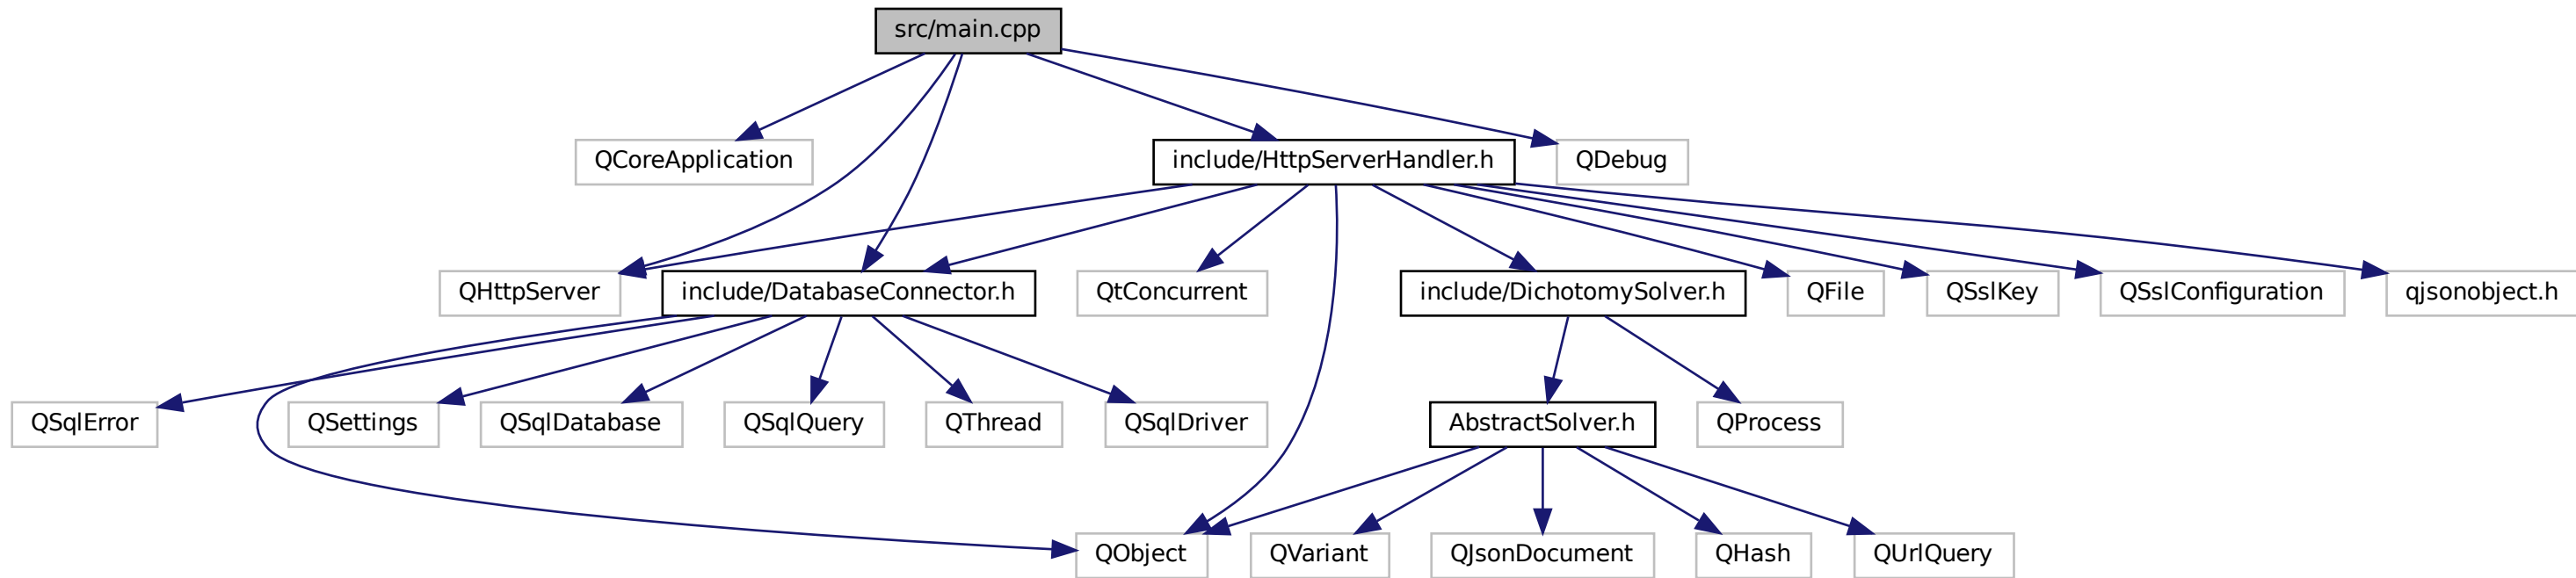 src/main.cpp
QCoreApplication
include/HttpServerHandler.h
QDebug
QHttpServer
include/DatabaseConnector.h
QtConcurrent
include/DichotomySolver.h
QFile
QSslKey
QSslConfiguration
qjsonobject.h
QSqlError
QSettings
QSqlDatabase
QSqlQuery
QThread
QSqlDriver
AbstractSolver.h
QProcess
QObject
QVariant
QJsonDocument
QHash
QUrlQuery